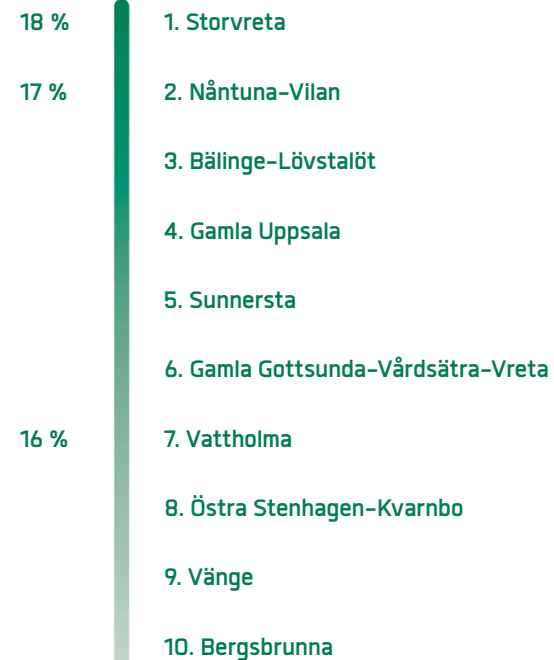 18 % 1. Storvreta
17 % 2. Nåntuna-Vilan
3. Bälinge-Lövstalöt
4. Gamla Uppsala
5. Sunnersta
6. Gamla Gottsunda-Vårdsätra-Vreta
16 % 7. Vattholma
8. Östra Stenhagen-Kvarnbo
9. Vänge
10. Bergsbrunna